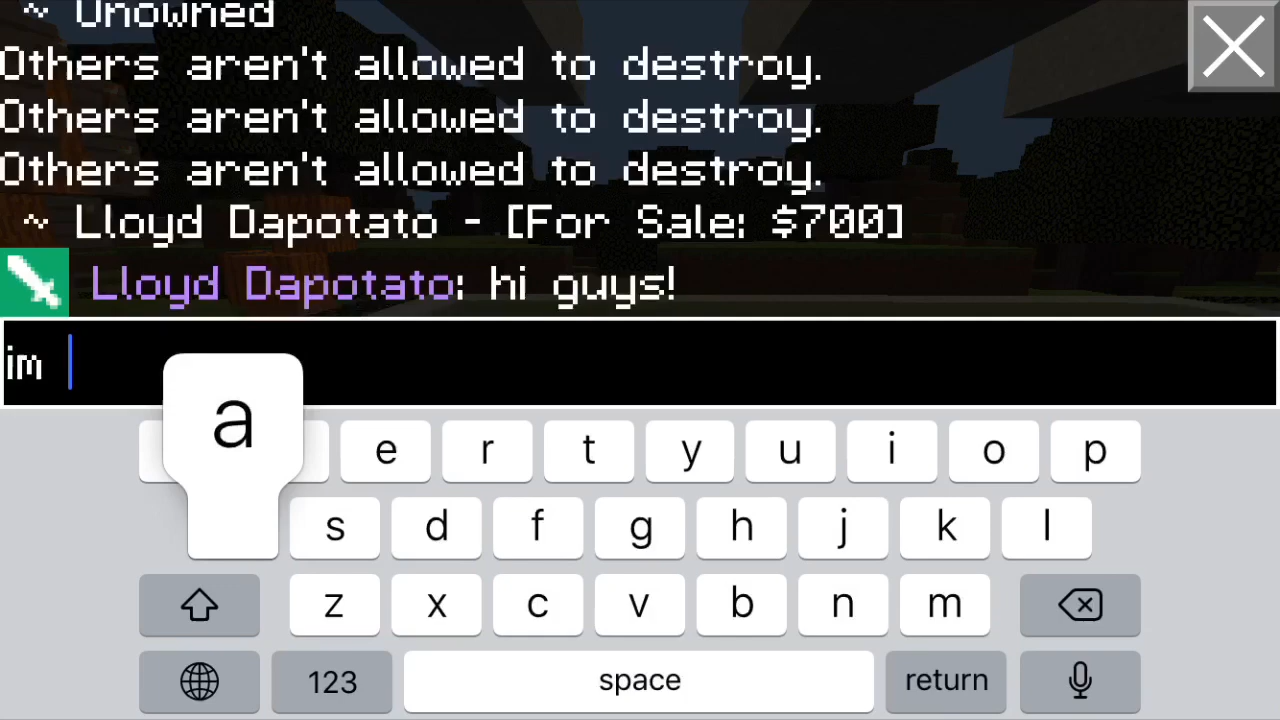 ~ Unowned
Others aren't allowed to destroy.
Others aren't allowed to destroy.
Others aren't allowed to destroy.
~ Lloyd Dapotato - [For Sale: $700]
Lloyd Dapotato: hi guys!
im
a
e r t y u i o p
s d f g h j k l
z x c v b n m
123 space return